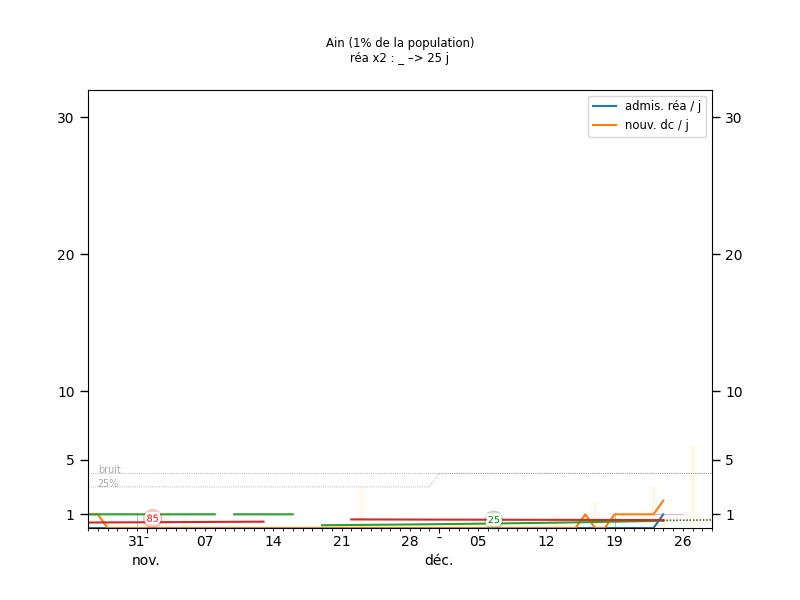 Ain (1% de la population)
réa x2 : _ –> 25 j
admis. réa / j
nouv. dc / j
30 30
20 20
10 10
5 5
bruit
25%
1 85 25 1
31 07 14 21 28 - 05 12 19 26
nov. déc.